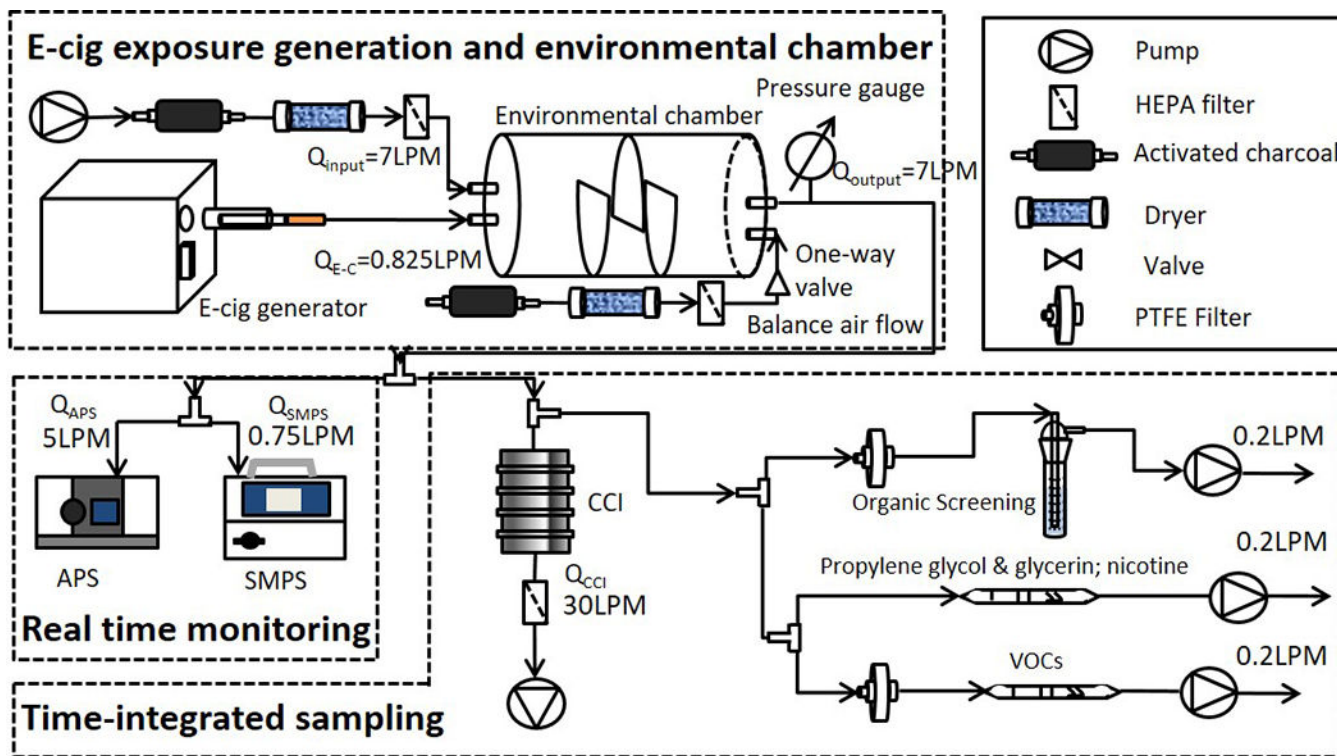 E-cig exposure generation and environmental chamber
Pressure gauge
Environmental chamber
Qinput=7LPM
Qoutput=7LPM
QE-C=0.825LPM
One-way
valve
E-cig generator
Balance air flow
Pump
HEPA filter
Activated charcoal
Dryer
Valve
PTFE Filter
QAPS
5LPM
QSMPS
0.75LPM
APS
SMPS
Real time monitoring
CCI
QCCI
30LPM
Organic Screening
0.2LPM
Propylene glycol & glycerin; nicotine
0.2LPM
VOCs
0.2LPM
Time-integrated sampling